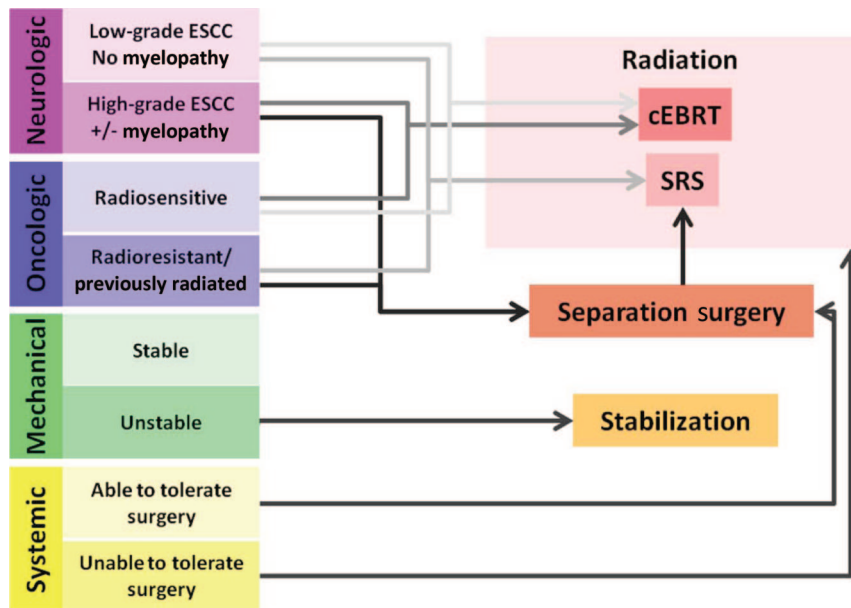 Neurologic
Low-grade ESCC
No myelopathy
High-grade ESCC
+/- myelopathy
Oncologic
Radiosensitive
Radioresistant/
previously radiated
Mechanical
Stable
Unstable
Systemic
Able to tolerate
surgery
Unable to tolerate
surgery
Radiation
cEBRT
SRS
Separation surgery
Stabilization